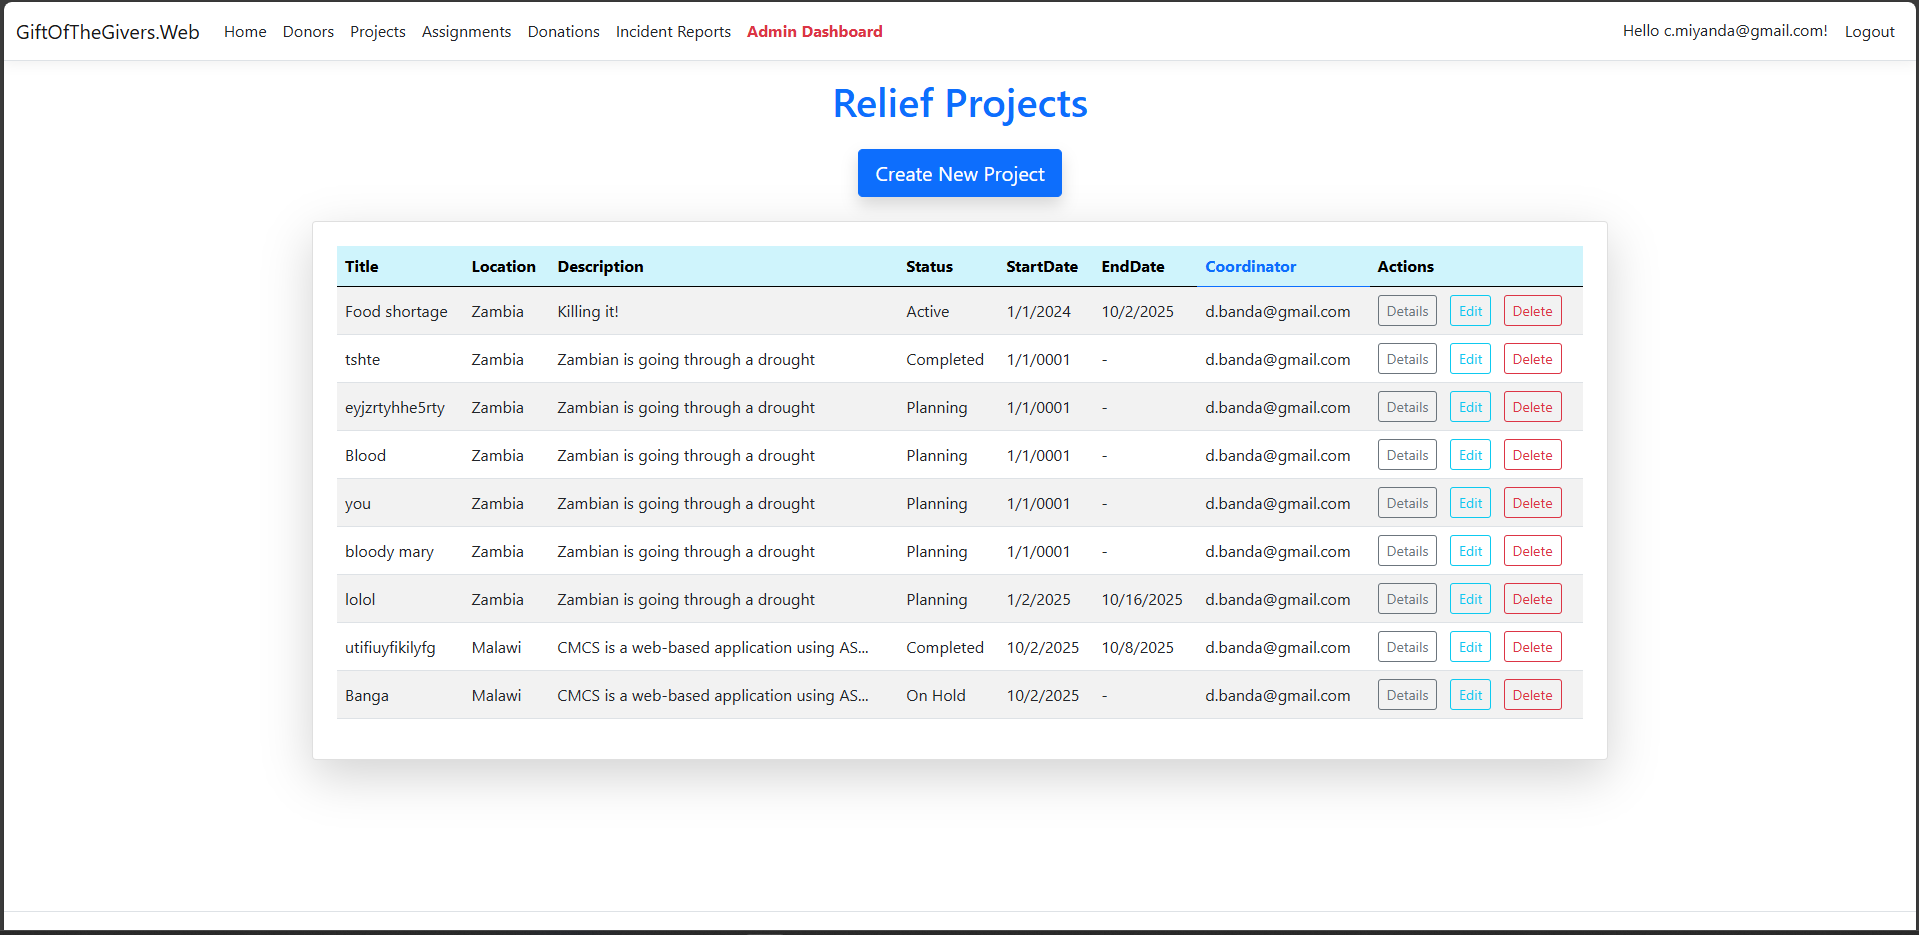 GiftOfTheGivers.Web Home Donors Projects Assignments Donations Incident Reports Admin Dashboard Hello c.miyanda@gmail.com! Logout
Relief Projects
Create New Project
Title Location Description Status StartDate EndDate Coordinator Actions
Food shortage Zambia Killing it! Active 1/1/2024 10/2/2025 d.banda@gmail.com Details Edit Delete
tshte Zambia Zambian is going through a drought Completed 1/1/0001 - d.banda@gmail.com Details Edit Delete
eyjzrtyhhe5rty Zambia Zambian is going through a drought Planning 1/1/0001 - d.banda@gmail.com Details Edit Delete
Blood Zambia Zambian is going through a drought Planning 1/1/0001 - d.banda@gmail.com Details Edit Delete
you Zambia Zambian is going through a drought Planning 1/1/0001 - d.banda@gmail.com Details Edit Delete
bloody mary Zambia Zambian is going through a drought Planning 1/1/0001 - d.banda@gmail.com Details Edit Delete
lolol Zambia Zambian is going through a drought Planning 1/2/2025 10/16/2025 d.banda@gmail.com Details Edit Delete
utifiuyfikilyfg Malawi CMCS is a web-based application using AS... Completed 10/2/2025 10/8/2025 d.banda@gmail.com Details Edit Delete
Banga Malawi CMCS is a web-based application using AS... On Hold 10/2/2025 - d.banda@gmail.com Details Edit Delete